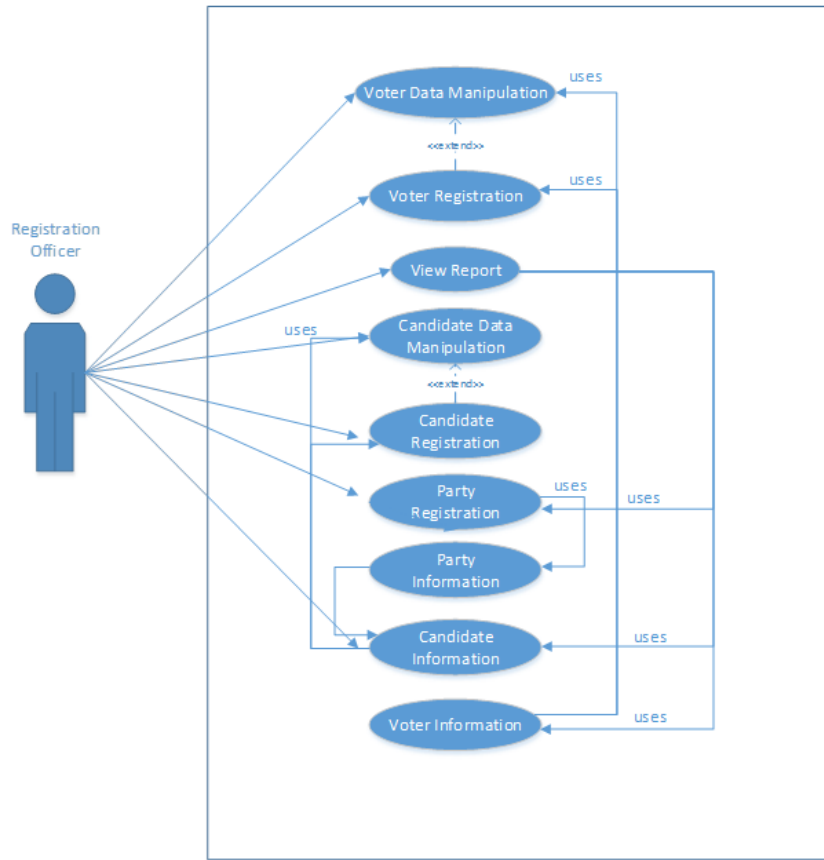 uses
Voter Data Manipulation
<<extend>>
uses
Voter Registration
Registration
Officer
View Report
uses
Candidate Data
Manipulation
<<extend>>
Candidate
Registration
Party
Registration
uses
uses
Party
Information
Candidate
Information
uses
Voter Information
uses